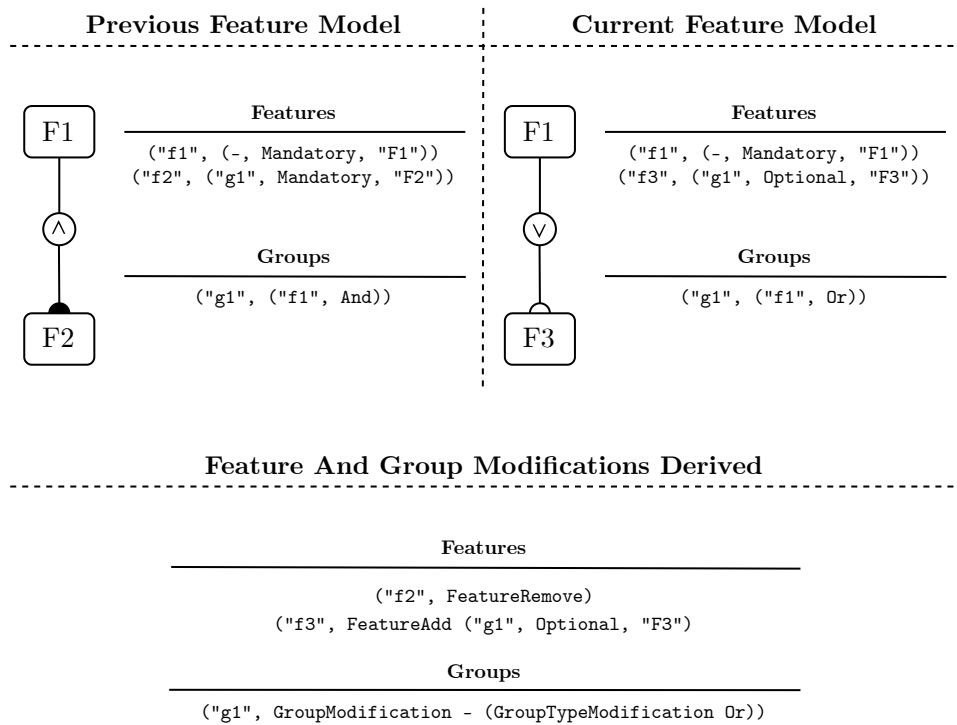 Previous Feature Model
F1
∧
F2
Features
("f1", (-, Mandatory, "F1"))
("f2", ("g1", Mandatory, "F2"))
Groups
("g1", ("f1", And))
Current Feature Model
F1
∨
F3
Features
("f1", (-, Mandatory, "F1"))
("f3", ("g1", Optional, "F3"))
Groups
("g1", ("f1", Or))
Feature And Group Modifications Derived
Features
("f2", FeatureRemove)
("f3", FeatureAdd ("g1", Optional, "F3")
Groups
("g1", GroupModification - (GroupTypeModification Or))